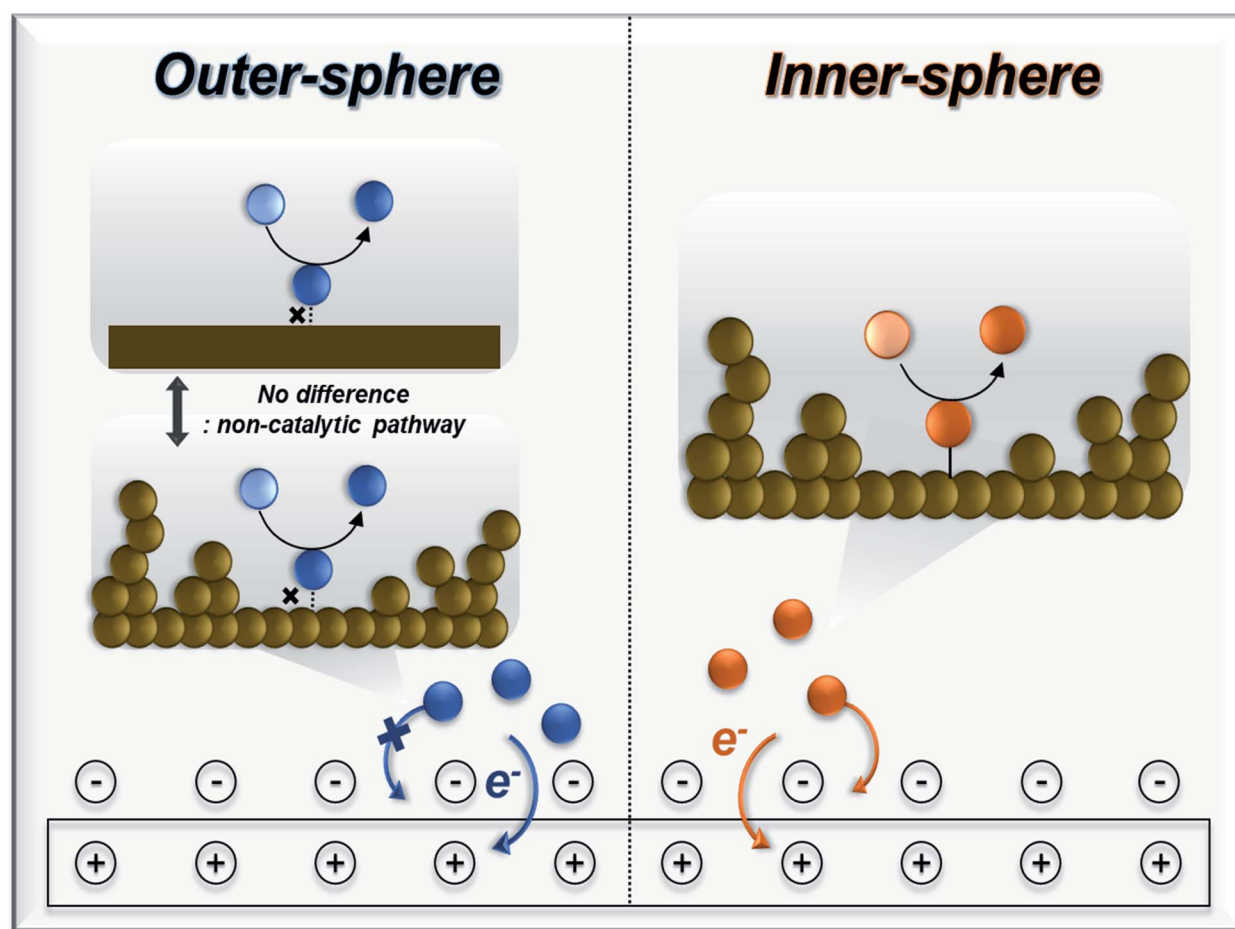 Outer-sphere
Inner-sphere
No difference
: non-catalytic pathway
e-
e-
- - - - - - - - - -
+ + + + + + + + + +